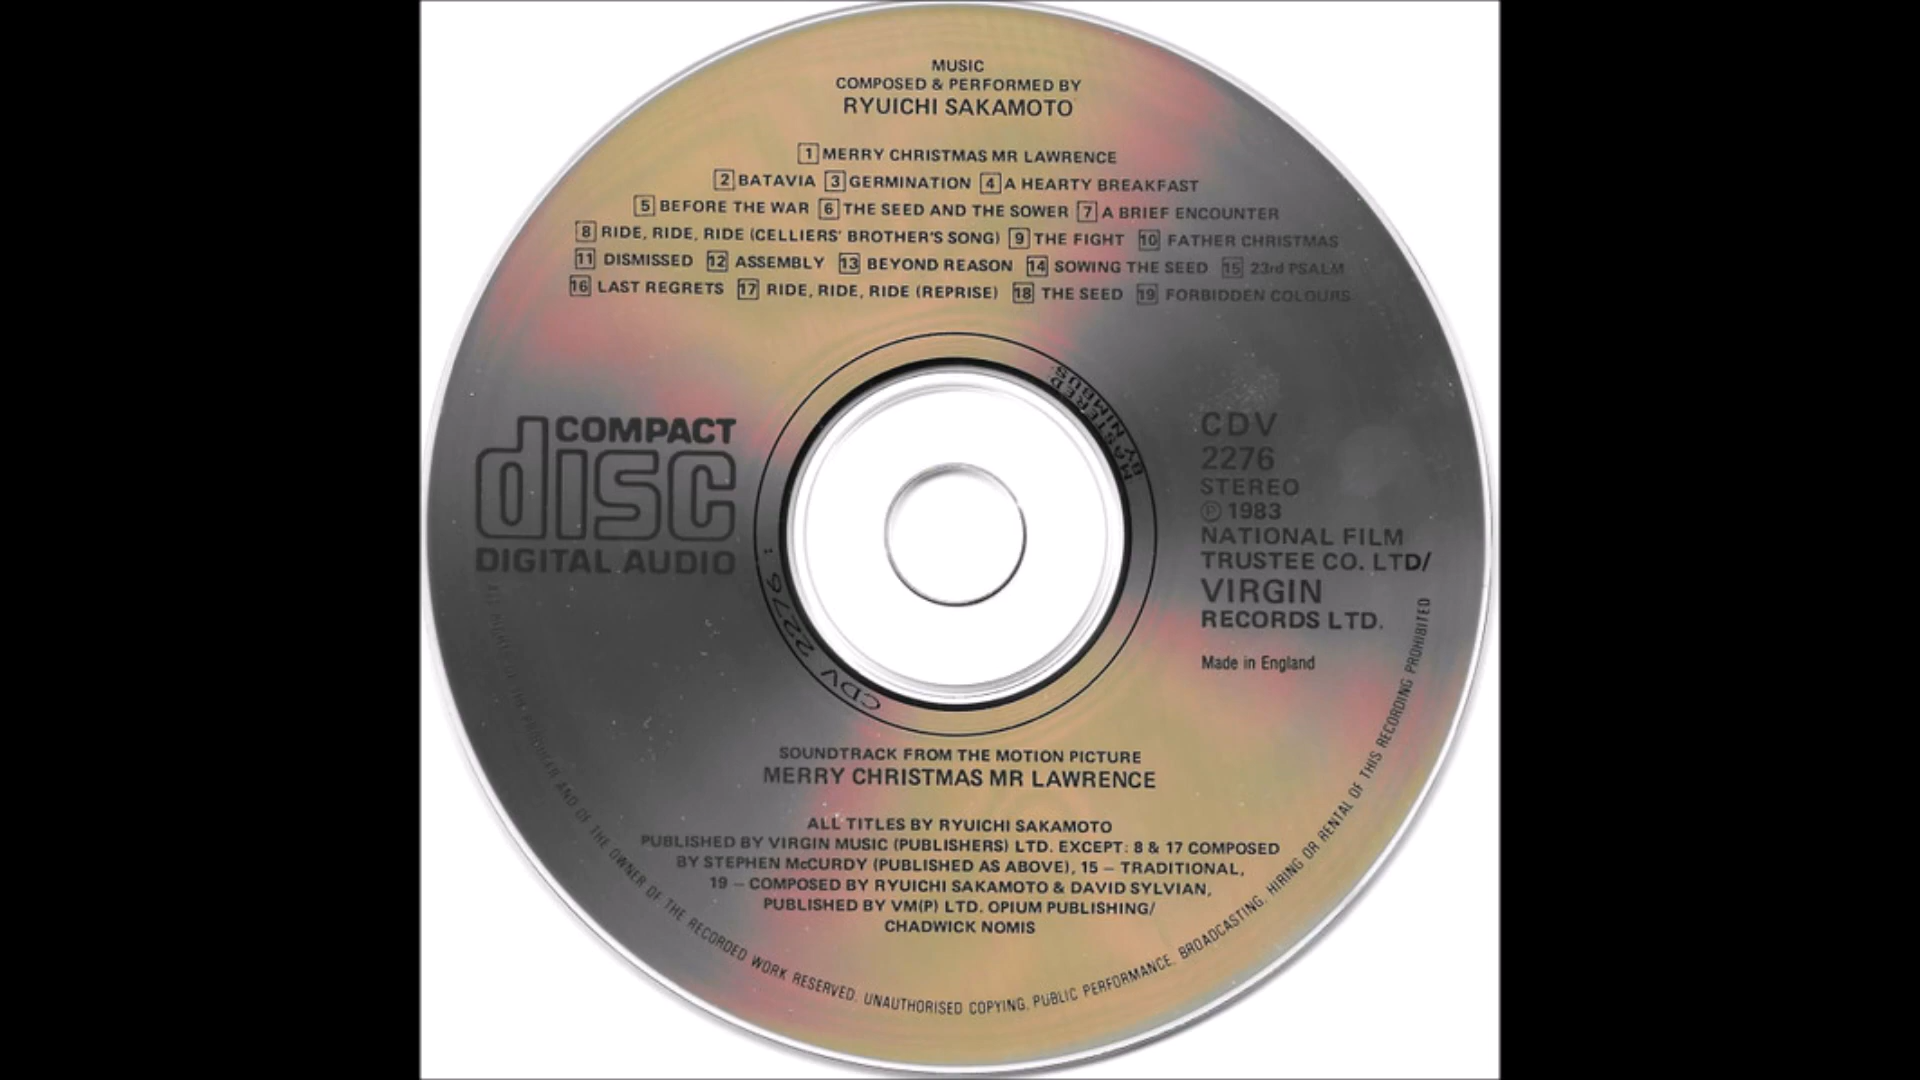 MUSIC
COMPOSED & PERFORMED BY
RYUICHI SAKAMOTO
1 MERRY CHRISTMAS MR LAWRENCE
2 BATAVIA 3 GERMINATION 4 A HEARTY BREAKFAST
5 BEFORE THE WAR 6 THE SEED AND THE SOWER 7 A BRIEF ENCOUNTER
8 RIDE, RIDE, RIDE (CELLIERS' BROTHER'S SONG) 9 THE FIGHT 10 FATHER CHRISTMAS
11 DISMISSED 12 ASSEMBLY 13 BEYOND REASON 14 SOWING THE SEED 15 23rd PSALM
16 LAST REGRETS 17 RIDE, RIDE, RIDE (REPRISE) 18 THE SEED 19 FORBIDDEN COLOURS
COMPACT
disc
DIGITAL AUDIO
MASTERED
BY NIMBUS
CDV 2276 :
CDV
2276
STEREO
℗ 1983
NATIONAL FILM
TRUSTEE CO. LTD/
VIRGIN
RECORDS LTD.
Made in England
SOUNDTRACK FROM THE MOTION PICTURE
MERRY CHRISTMAS MR LAWRENCE
ALL TITLES BY RYUICHI SAKAMOTO
PUBLISHED BY VIRGIN MUSIC (PUBLISHERS) LTD. EXCEPT: 8 & 17 COMPOSED
BY STEPHEN McCURDY (PUBLISHED AS ABOVE), 15 – TRADITIONAL,
19 – COMPOSED BY RYUICHI SAKAMOTO & DAVID SYLVIAN,
PUBLISHED BY VM(P) LTD. OPIUM PUBLISHING/
CHADWICK NOMIS
ALL RIGHTS OF THE PRODUCER AND OF THE OWNER OF THE RECORDED WORK RESERVED. UNAUTHORISED COPYING, PUBLIC PERFORMANCE, BROADCASTING, HIRING OR RENTAL OF THIS RECORDING PROHIBITED